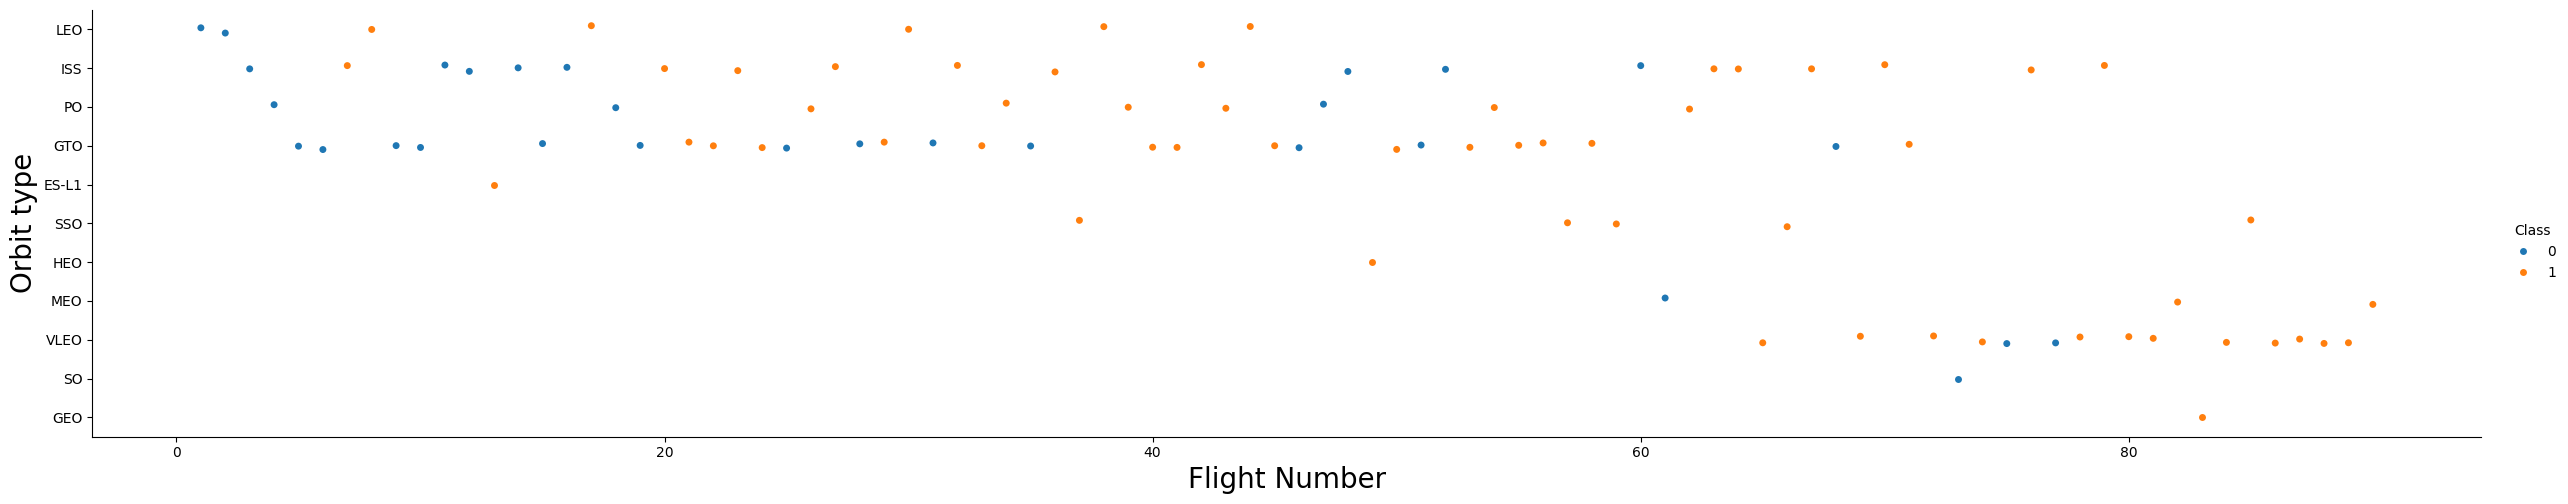 Orbit type
LEO
ISS
PO
GTO
ES-L1
SSO
HEO
MEO
VLEO
SO
GEO
0 20 40 60 80
Flight Number
Class
0
1